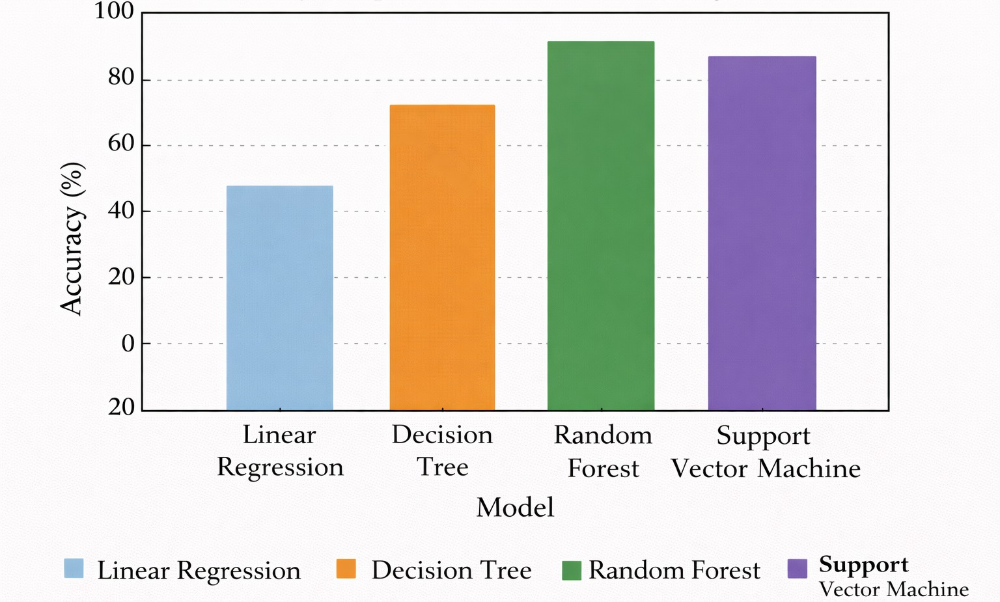 100
80
60
40
20
0
20
Accuracy (%)
Linear Regression
Decision Tree
Random Forest
Support Vector Machine
Model
Linear Regression
Decision Tree
Random Forest
Support
Vector Machine